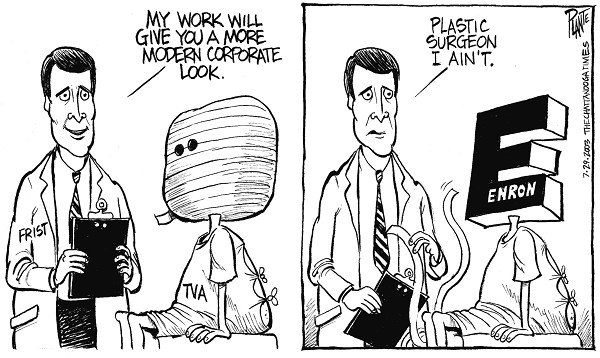 MY WORK WILL
GIVE YOU A MORE
MODERN CORPORATE
LOOK.
FRIST
TVA
PLASTIC
SURGEON
I AIN'T.
PLANTE
7-29-2003 THE CHATTANOOGA TIMES
E
ENRON